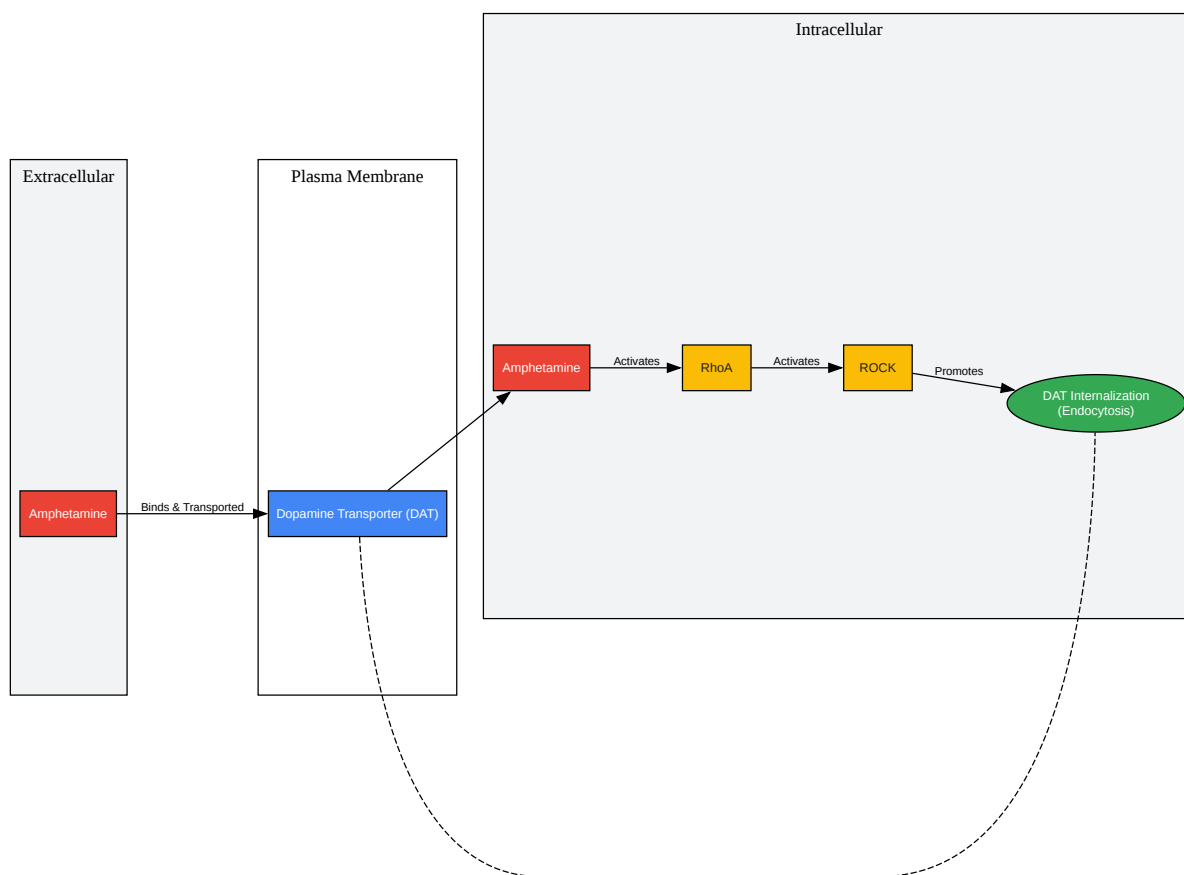 Intracellular
Extracellular
Plasma Membrane
Amphetamine
Activates
RhoA
Activates
ROCK
Promotes
DAT Internalization
(Endocytosis)
Amphetamine
Binds & Transported
Dopamine Transporter (DAT)